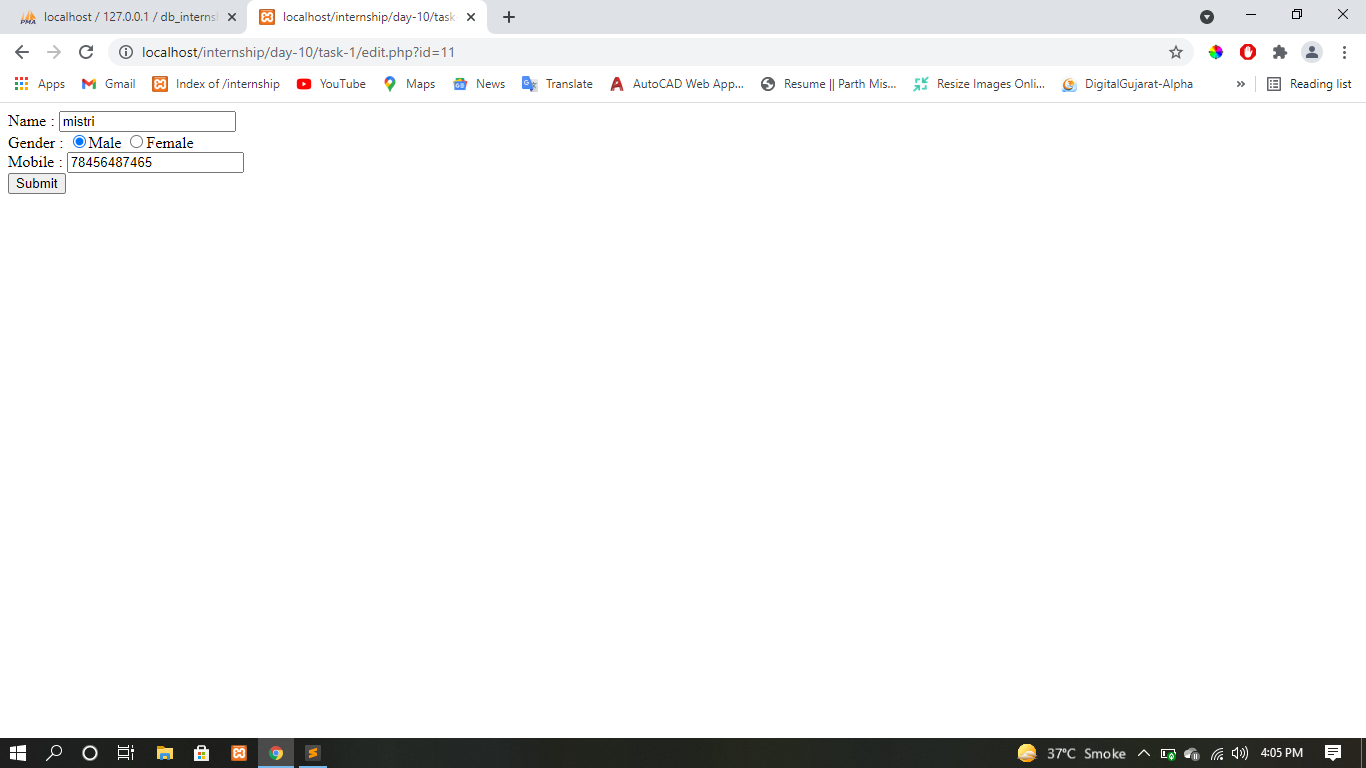 PMA localhost / 127.0.0.1 / db_interns
localhost/internship/day-10/task-
localhost/internship/day-10/task-1/edit.php?id=11
Apps Gmail Index of /internship YouTube Maps News Translate AutoCAD Web App... Resume || Parth Mis... Resize Images Onli... DigitalGujarat-Alpha » Reading list
Name : mistri
Gender : Male Female
Mobile : 78456487465
Submit
37°C Smoke 4:05 PM